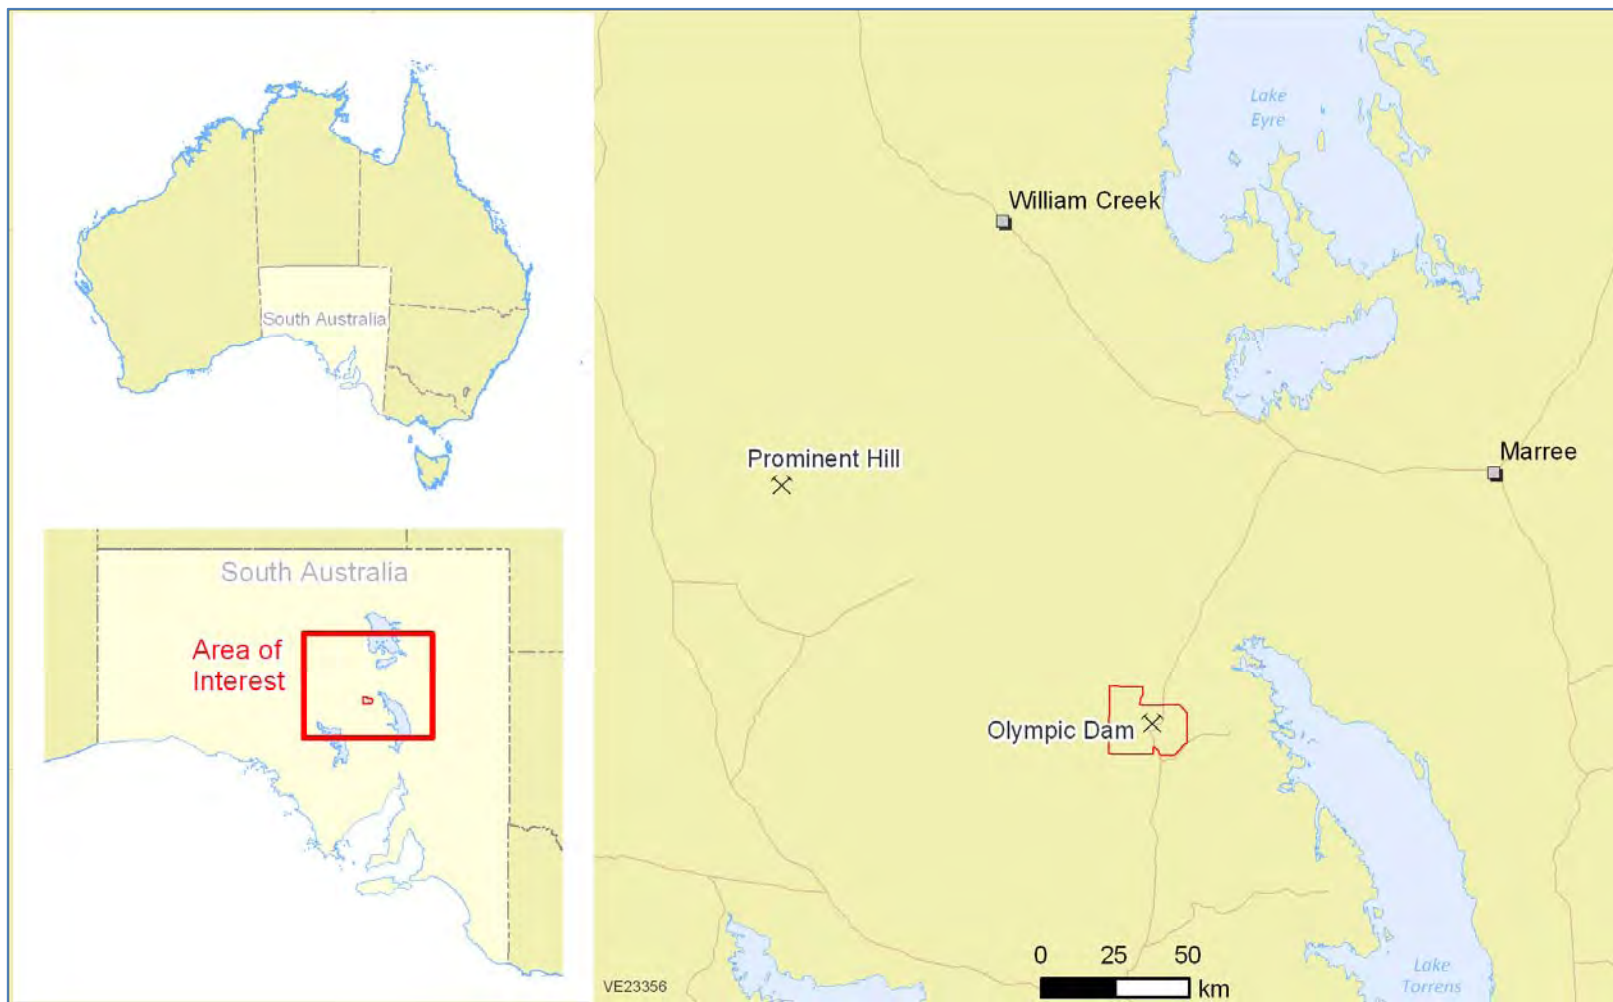 South Australia
South Australia
Area of
Interest
Lake
Eyre
William Creek
Prominent Hill
Marree
Olympic Dam
0 25 50
km
VE23356
Lake
Torrens